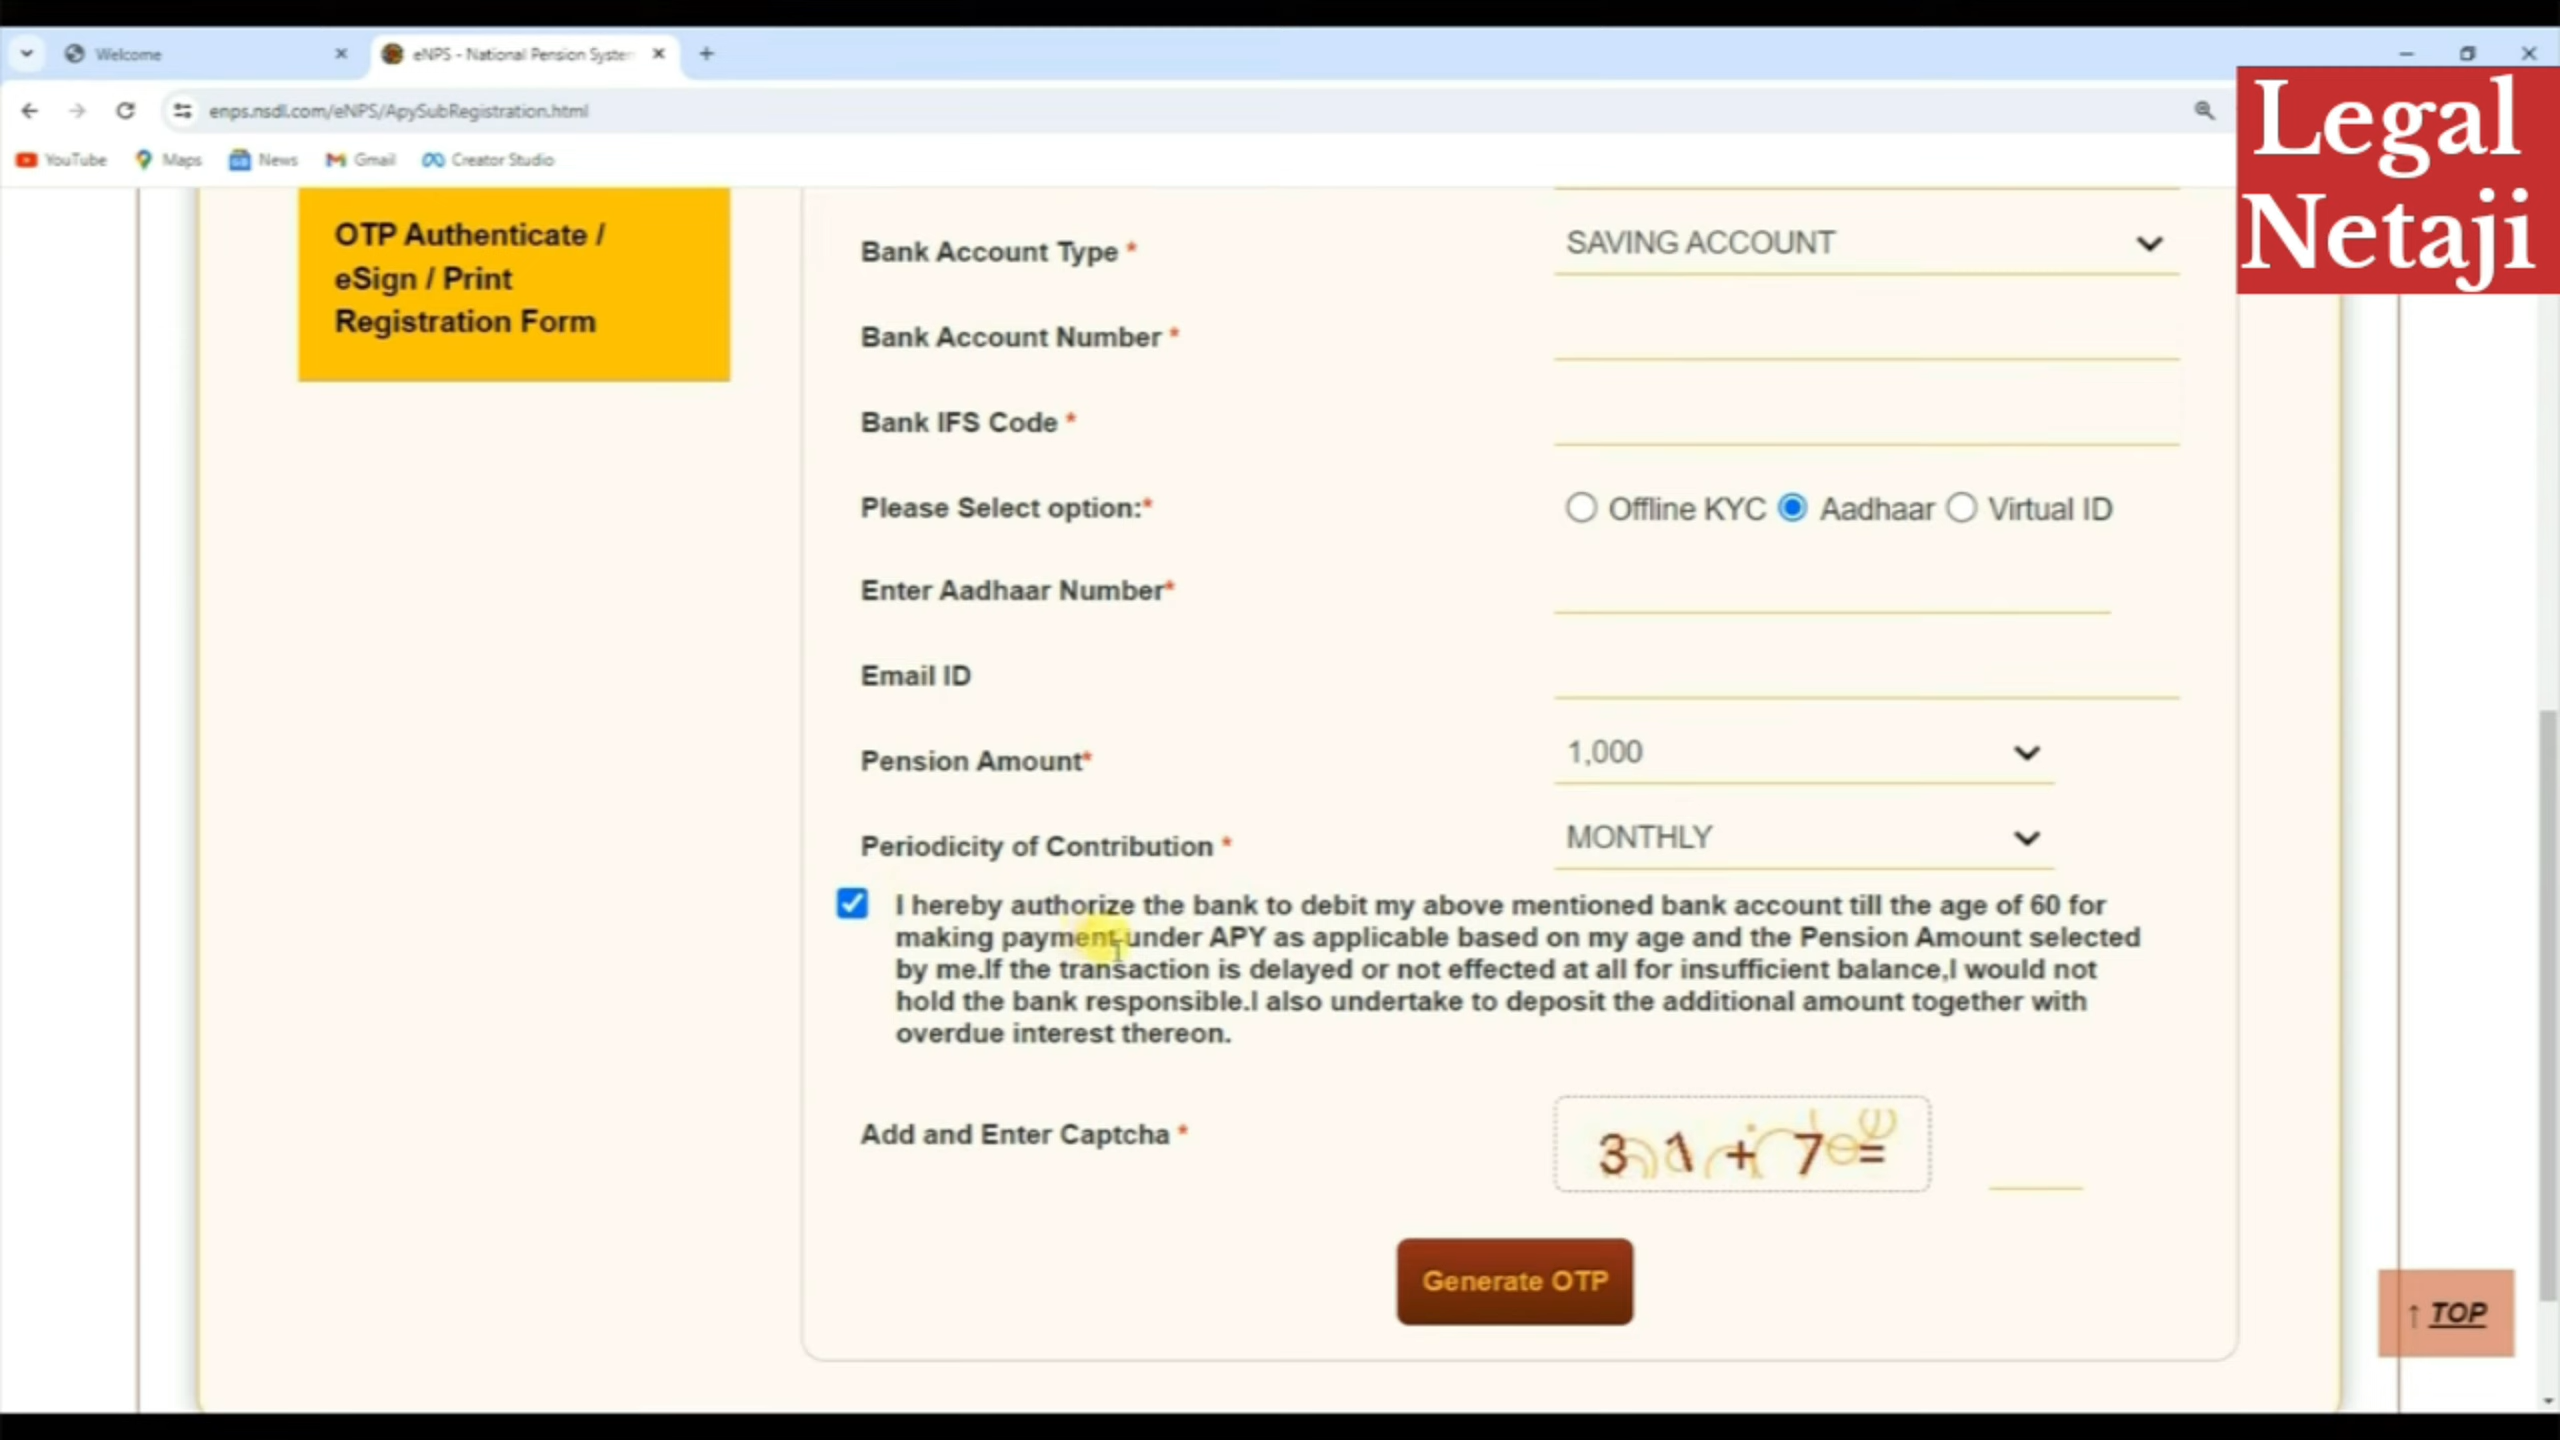 Welcome
eNPS - National Pension System
enps.nsdl.com/eNPS/ApySubRegistration.html
YouTube Maps News Gmail Creator Studio
Legal
Netaji
OTP Authenticate /
eSign / Print
Registration Form
Bank Account Type * SAVING ACCOUNT
Bank Account Number *
Bank IFS Code *
Please Select option:* Offline KYC Aadhaar Virtual ID
Enter Aadhaar Number*
Email ID
Pension Amount* 1,000
Periodicity of Contribution * MONTHLY
I hereby authorize the bank to debit my above mentioned bank account till the age of 60 for
making payment under APY as applicable based on my age and the Pension Amount selected
by me.If the transaction is delayed or not effected at all for insufficient balance,I would not
hold the bank responsible.I also undertake to deposit the additional amount together with
overdue interest thereon.
Add and Enter Captcha * 3 1 + 7 =
Generate OTP
↑ TOP